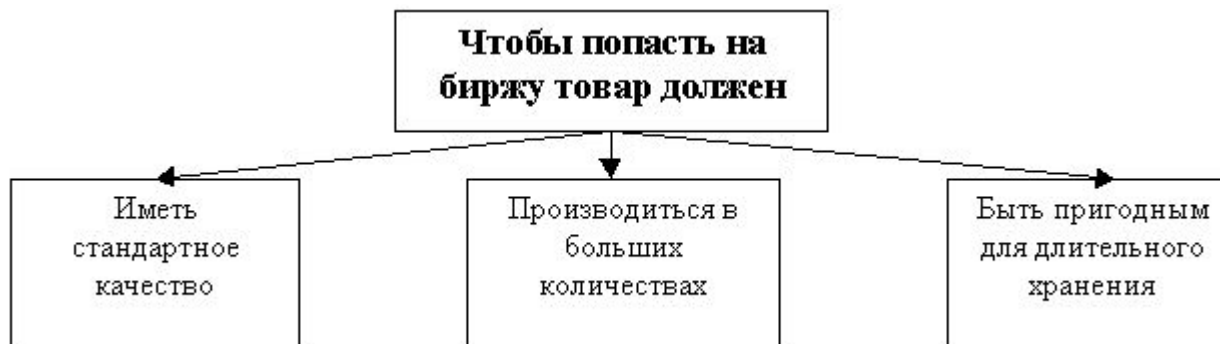 Чтобы попасть на
биржу товар должен
Иметь
стандартное
качество
Производиться в
больших
количествах
Быть пригодным
для длительного
хранения